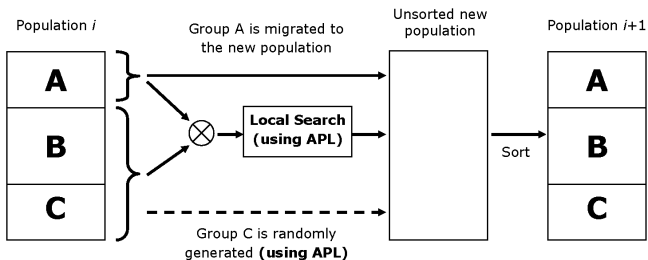 Population i
Group A is migrated to
the new population
Unsorted new
population
Population i+1
A
B
C
Local Search
(using APL)
Sort
A
B
C
Group C is randomly
generated (using APL)